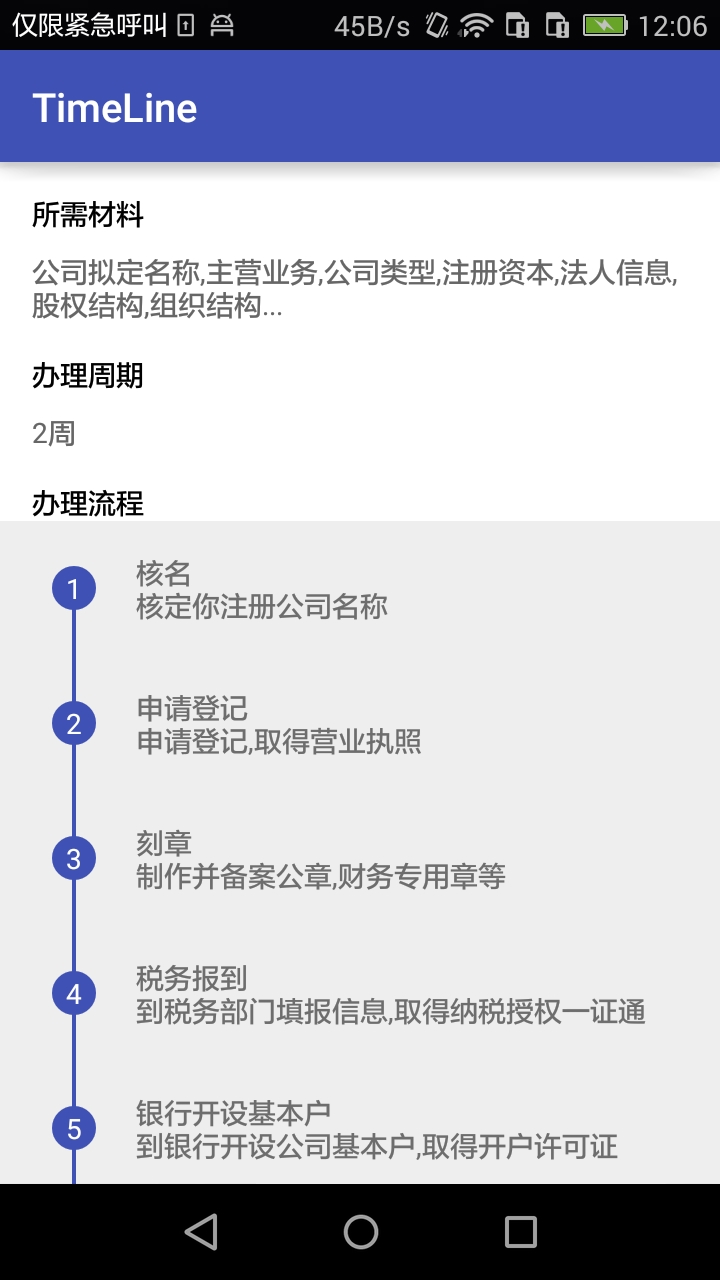 仅限紧急呼叫 45B/s 12:06
TimeLine
所需材料
公司拟定名称,主营业务,公司类型,注册资本,法人信息,
股权结构,组织结构...
办理周期
2周
办理流程
1 核名
核定你注册公司名称
2 申请登记
申请登记,取得营业执照
3 刻章
制作并备案公章,财务专用章等
4 税务报到
到税务部门填报信息,取得纳税授权一证通
5 银行开设基本户
到银行开设公司基本户,取得开户许可证